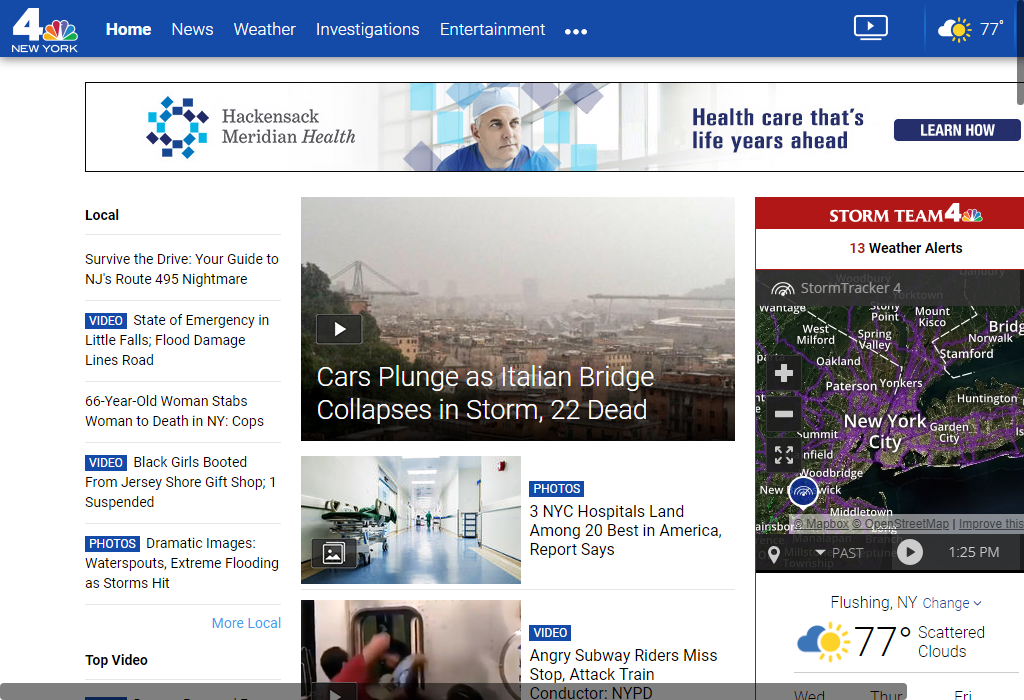 4
NEW YORK
Home News Weather Investigations Entertainment
77°
Hackensack
Meridian Health
Health care that's
life years ahead
LEARN HOW
Local
Survive the Drive: Your Guide to
NJ's Route 495 Nightmare
VIDEO State of Emergency in
Little Falls; Flood Damage
Lines Road
66-Year-Old Woman Stabs
Woman to Death in NY: Cops
VIDEO Black Girls Booted
From Jersey Shore Gift Shop; 1
Suspended
PHOTOS Dramatic Images:
Waterspouts, Extreme Flooding
as Storms Hit
More Local
Top Video
Cars Plunge as Italian Bridge
Collapses in Storm, 22 Dead
PHOTOS
3 NYC Hospitals Land
Among 20 Best in America,
Report Says
VIDEO
Angry Subway Riders Miss
Stop, Attack Train
Conductor: NYPD
STORM TEAM 4
13 Weather Alerts
Woodbury
Danbury
StormTracker 4
Yorktown
Wantage
Stony
Point
Mount
Kisco
West
Milford
Spring
Valley
Bridg
Norwalk
Stamford
Oakland
Paterson
Yonkers
Huntington
New York
City
Garden
City
Is
Summit
nfield
Woodbridge
New
wick
Middletown
ainsbo
© Mapbox © OpenStreetMap | Improve this
Manalapan
Township
PAST
1:25 PM
Flushing, NY Change
77° Scattered
Clouds
Wed Thur Fri